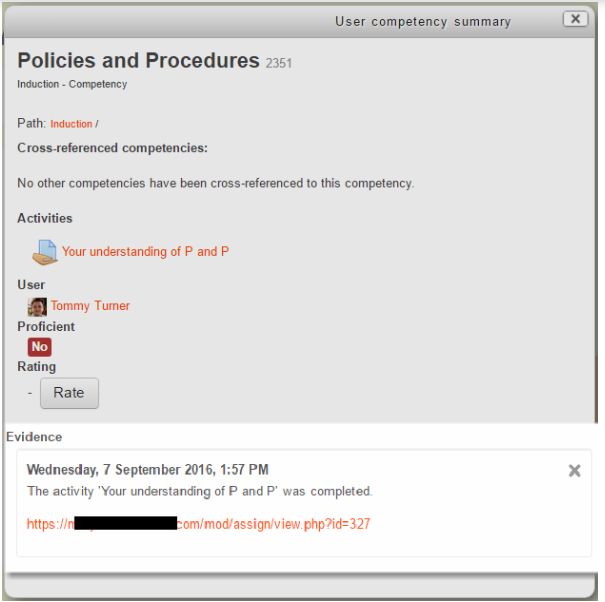 User competency summary
Policies and Procedures 2351
Induction - Competency
Path: Induction /
Cross-referenced competencies:
No other competencies have been cross-referenced to this competency.
Activities
Your understanding of P and P
User
Tommy Turner
Proficient
No
Rating
- Rate
Evidence
Wednesday, 7 September 2016, 1:57 PM
The activity 'Your understanding of P and P' was completed.
https:// com/mod/assign/view.php?id=327